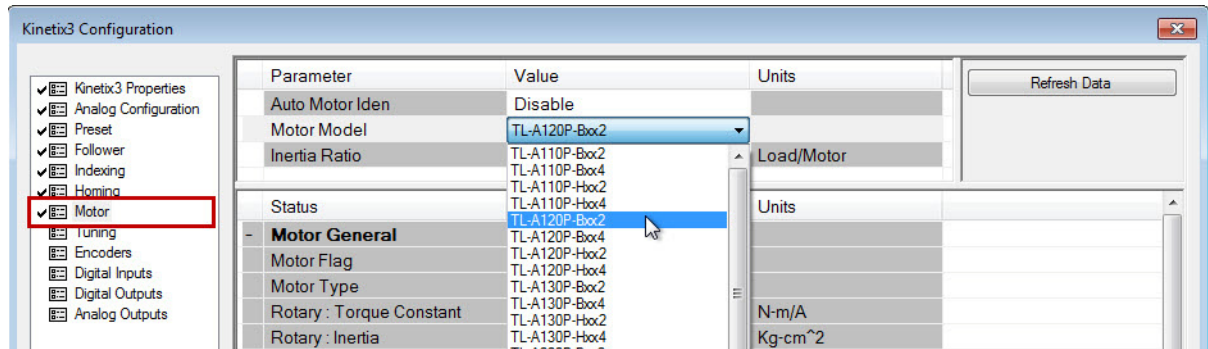 Kinetix3 Configuration
Kinetix3 Properties
Analog Configuration
Preset
Follower
Indexing
Homing
Motor
Tuning
Encoders
Digital Inputs
Digital Outputs
Analog Outputs
Parameter Value Units
Auto Motor Iden Disable
Motor Model TL-A120P-Bxx2
Inertia Ratio Load/Motor
Refresh Data
TL-A110P-Bxx2
TL-A110P-Bxx4
TL-A110P-Hxx2
TL-A110P-Hxx4
TL-A120P-Bxx2
TL-A120P-Bxx4
TL-A120P-Hxx2
TL-A120P-Hxx4
TL-A130P-Bxx2
TL-A130P-Bxx4
TL-A130P-Hxx2
TL-A130P-Hxx4
Status Units
- Motor General
Motor Flag
Motor Type
Rotary : Torque Constant N-m/A
Rotary : Inertia Kg-cm^2